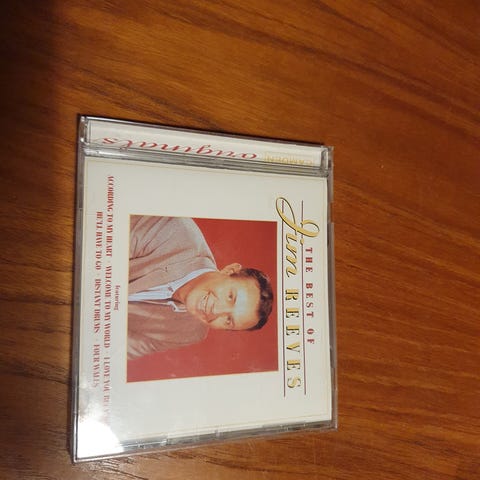 originals
THE BEST OF
Jim REEVES
featuring
ACCORDING TO MY HEART · WELCOME TO MY WORLD · I LOVE YOU
HE'LL HAVE TO GO · DISTANT DRUMS · FOUR WALLS